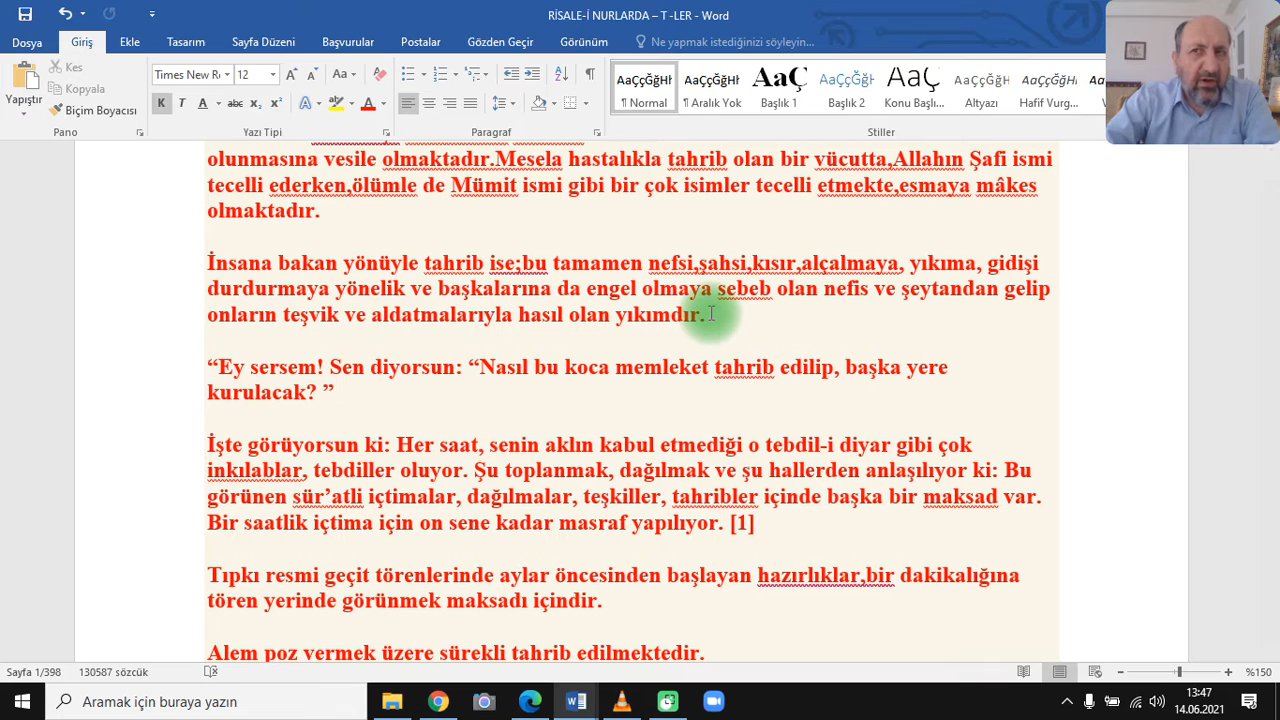 RİSALE-İ NURLARDA – T -LER - Word
Dosya Giriş Ekle Tasarım Sayfa Düzeni Başvurular Postalar Gözden Geçir Görünüm Ne yapmak istediğinizi söyleyin...
Yapıştır
Kes
Kopyala
Biçim Boyacısı
Times New Ro 12
Aa
K T A abc x₂ x²
AaÇçĞğHł AaÇçĞğHł AaÇ AaÇçĞğH AaÇ AaÇçĞğH AaÇçĞğHł
¶ Normal ¶ Aralık Yok Başlık 1 Başlık 2 Konu Başlı... Altyazı Hafif Vurg...
Pano Yazı Tipi Paragraf Stiller
olunmasına vesile olmaktadır.Mesela hastalıkla tahrib olan bir vücutta,Allahın Şafi ismi
tecelli ederken,ölümle de Mümit ismi gibi bir çok isimler tecelli etmekte,esmaya mâkes
olmaktadır.
İnsana bakan yönüyle tahrib ise;bu tamamen nefsi,şahsi,kısır,alçalmaya, yıkıma, gidişi
durdurmaya yönelik ve başkalarına da engel olmaya sebeb olan nefis ve şeytandan gelip
onların teşvik ve aldatmalarıyla hasıl olan yıkımdır.
“Ey sersem! Sen diyorsun: “Nasıl bu koca memleket tahrib edilip, başka yere
kurulacak? ”
İşte görüyorsun ki: Her saat, senin aklın kabul etmediği o tebdil-i diyar gibi çok
inkılablar, tebdiller oluyor. Şu toplanmak, dağılmak ve şu hallerden anlaşılıyor ki: Bu
görünen sür’atli içtimalar, dağılmalar, teşkiller, tahribler içinde başka bir maksad var.
Bir saatlik içtima için on sene kadar masraf yapılıyor. [1]
Tıpkı resmi geçit törenlerinde aylar öncesinden başlayan hazırlıklar,bir dakikalığına
tören yerinde görünmek maksadı içindir.
Alem poz vermek üzere sürekli tahrib edilmektedir.
Sayfa 1/398 130587 sözcük %150
Aramak için buraya yazın
13:47
14.06.2021